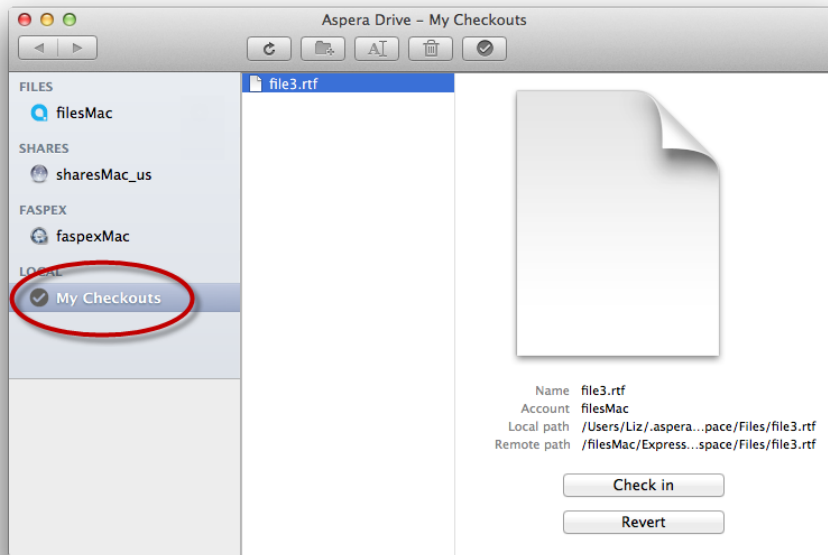 Aspera Drive – My Checkouts
FILES
filesMac
SHARES
sharesMac_us
FASPEX
faspexMac
LOCAL
My Checkouts
file3.rtf
Name file3.rtf
Account filesMac
Local path /Users/Liz/.aspera...pace/Files/file3.rtf
Remote path /filesMac/Express...space/Files/file3.rtf
Check in
Revert